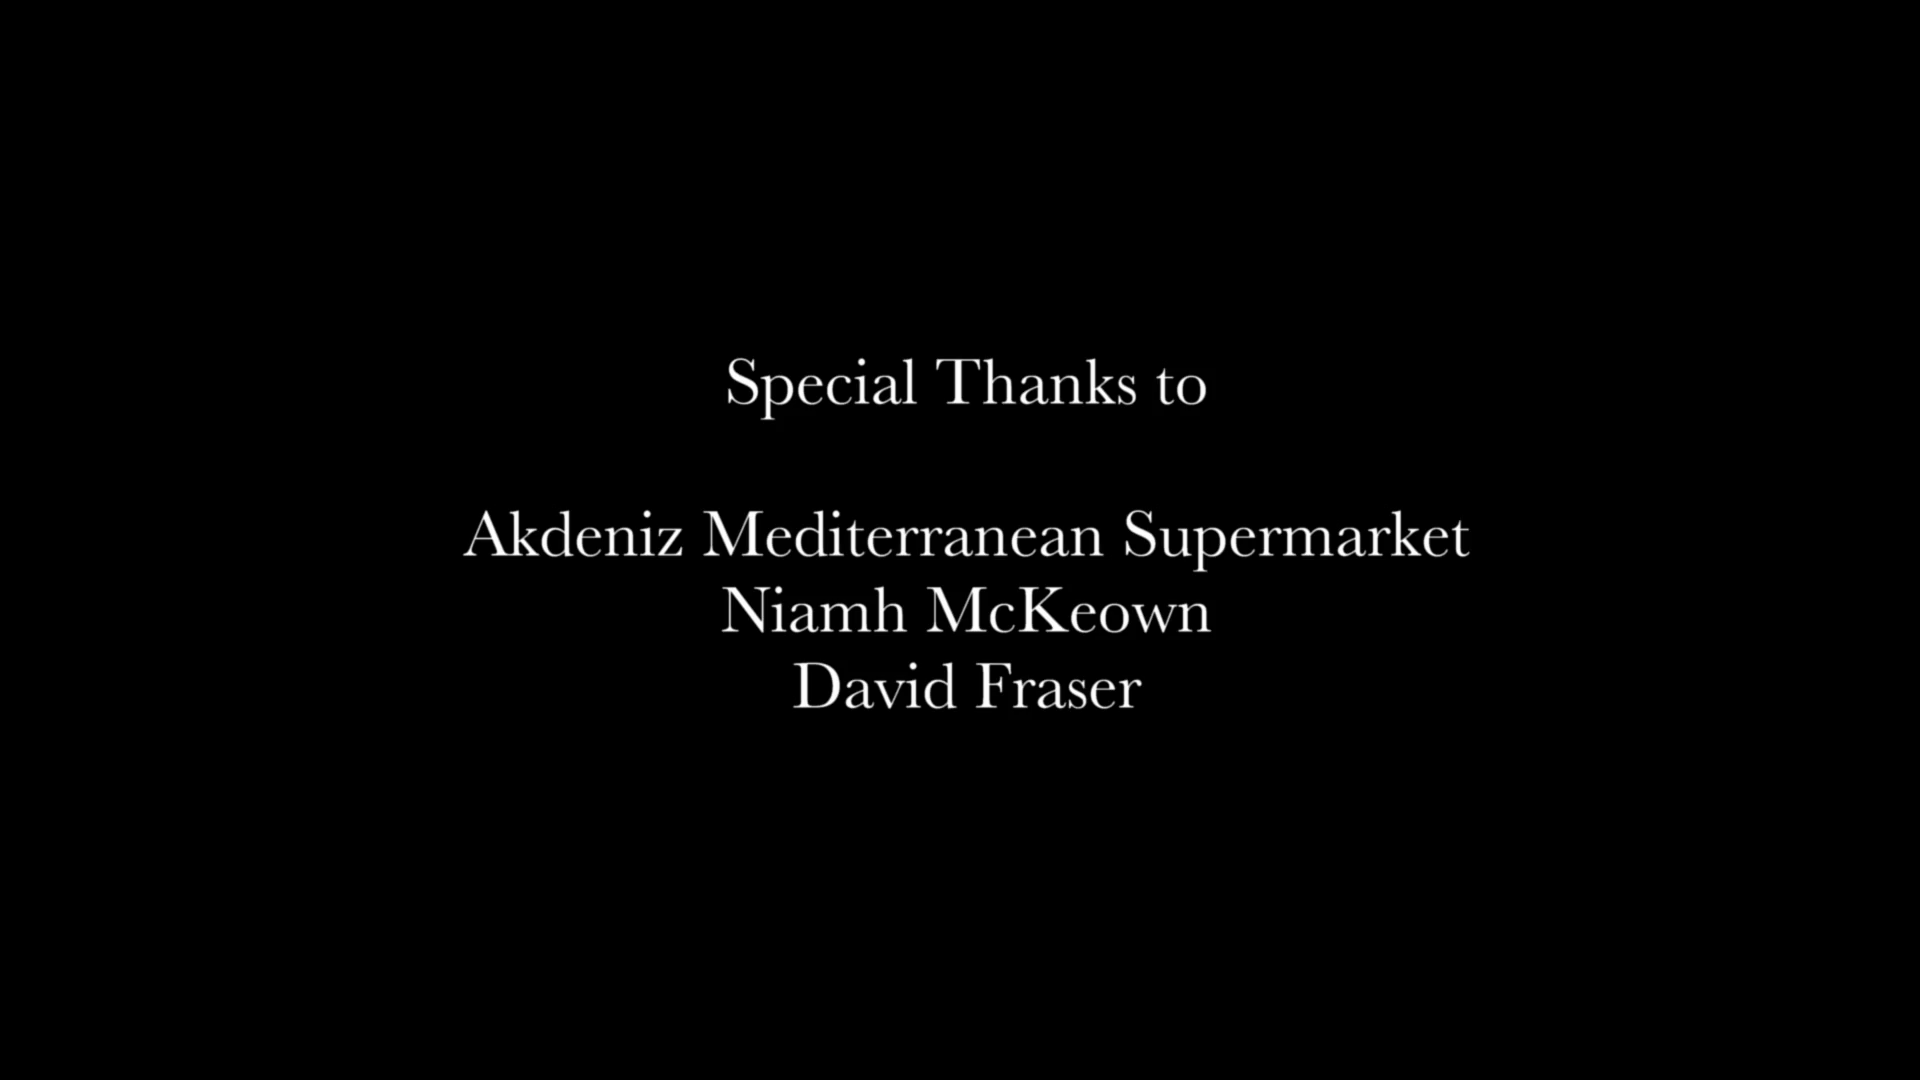 Special Thanks to
Akdeniz Mediterranean Supermarket
Niamh McKeown
David Fraser